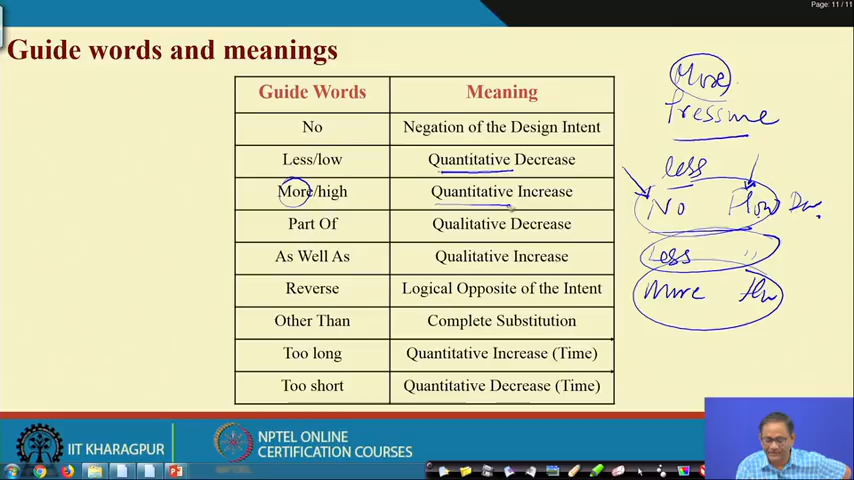 Page: 11 / 11
Guide words and meanings
Guide Words Meaning
No Negation of the Design Intent
Less/low Quantitative Decrease
More/high Quantitative Increase
Part Of Qualitative Decrease
As Well As Qualitative Increase
Reverse Logical Opposite of the Intent
Other Than Complete Substitution
Too long Quantitative Increase (Time)
Too short Quantitative Decrease (Time)
More
Pressure
less
No Flow
Less "
More
IIT KHARAGPUR
NPTEL ONLINE
CERTIFICATION COURSES